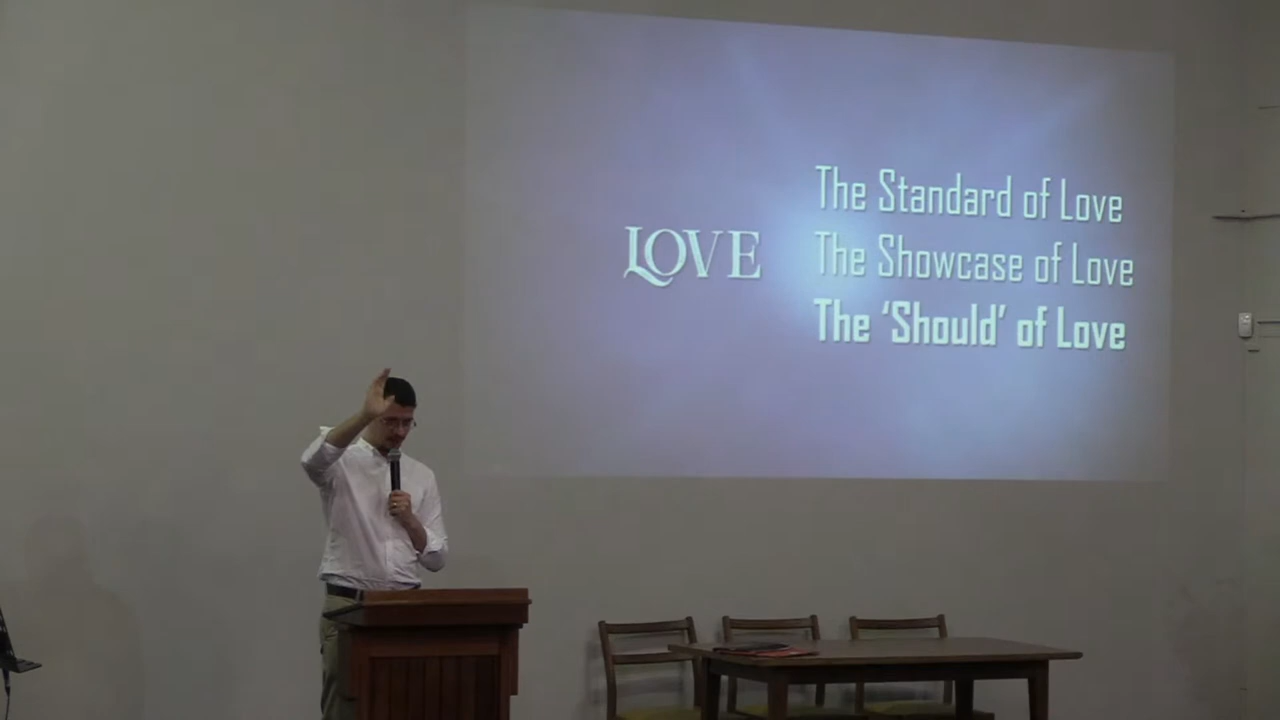 LOVE
The Standard of Love
The Showcase of Love
The ‘Should’ of Love